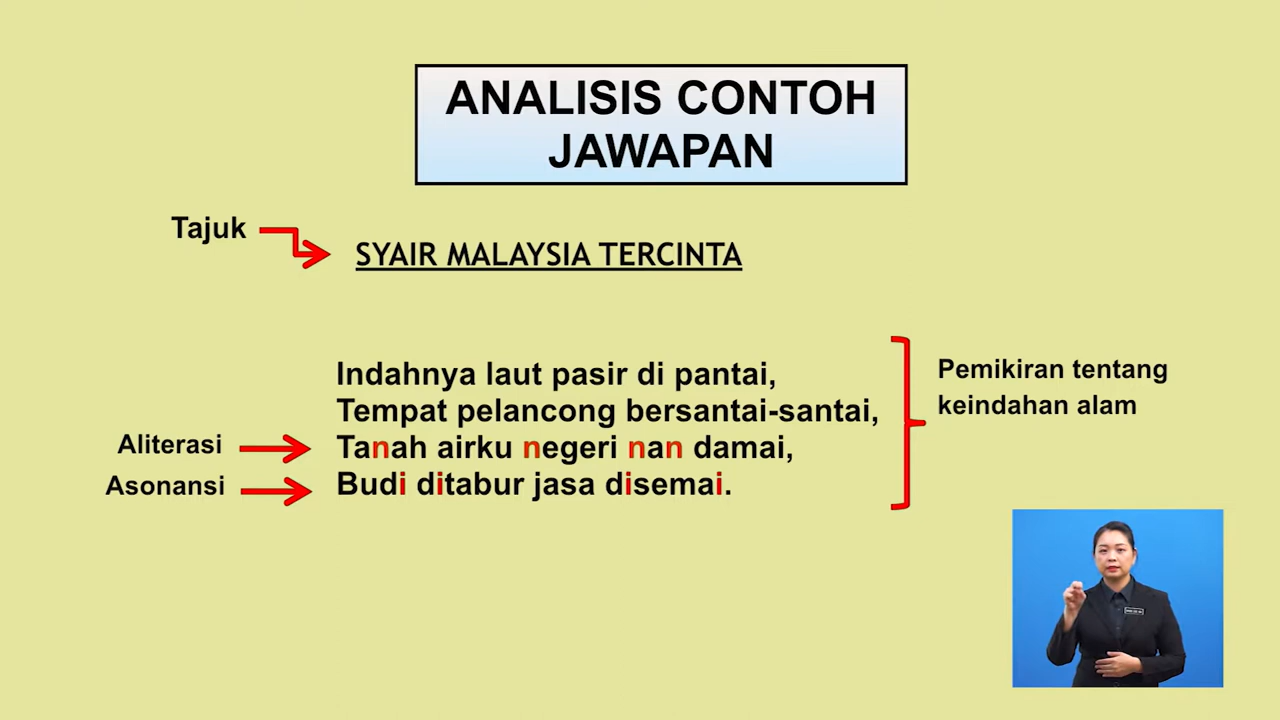 ANALISIS CONTOH
JAWAPAN
Tajuk
SYAIR MALAYSIA TERCINTA
Indahnya laut pasir di pantai,
Tempat pelancong bersantai-santai,
Aliterasi
Tanah airku negeri nan damai,
Asonansi
Budi ditabur jasa disemai.
Pemikiran tentang
keindahan alam